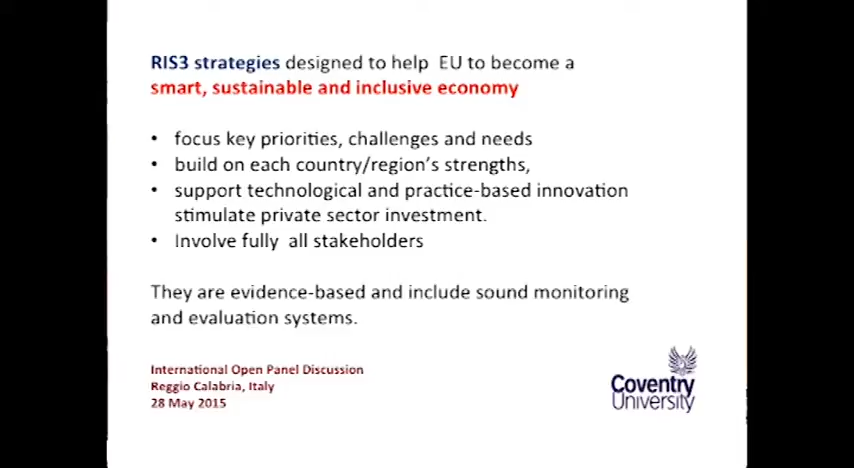 RIS3 strategies designed to help EU to become a
smart, sustainable and inclusive economy
• focus key priorities, challenges and needs
• build on each country/region's strengths,
• support technological and practice-based innovation
stimulate private sector investment.
• Involve fully all stakeholders
They are evidence-based and include sound monitoring
and evaluation systems.
International Open Panel Discussion
Reggio Calabria, Italy
28 May 2015
Coventry
University